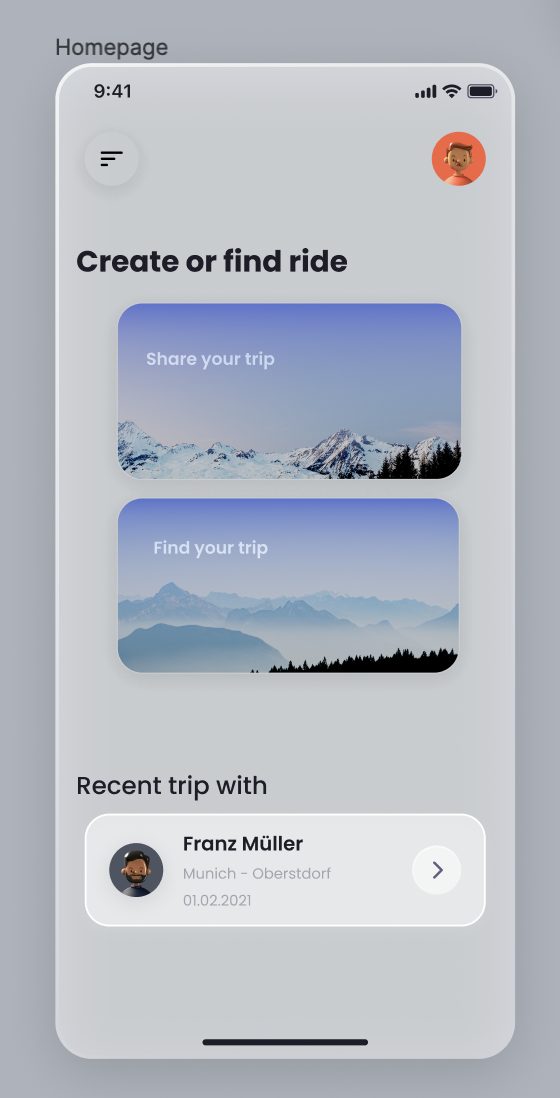 Homepage
9:41
Create or find ride
Share your trip
Find your trip
Recent trip with
Franz Müller
Munich - Oberstdorf
01.02.2021